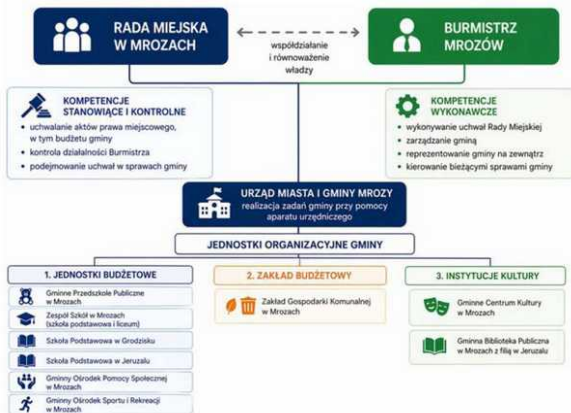 RADA MIEJSKA
W MROZACH
współdziałanie
i równoważenie
władzy
BURMISTRZ
MROZÓW
KOMPETENCJE
STANOWIĄCE I KONTROLNE
• uchwalanie aktów prawa miejscowego,
w tym budżetu gminy
• kontrola działalności Burmistrza
• podejmowanie uchwał w sprawach gminy
KOMPETENCJE
WYKONAWCZE
• wykonywanie uchwał Rady Miejskiej
• zarządzanie gminą
• reprezentowanie gminy na zewnątrz
• kierowanie bieżącymi sprawami gminy
URZĄD MIASTA I GMINY MROZY
realizacja zadań gminy przy pomocy
aparatu urzędniczego
JEDNOSTKI ORGANIZACYJNE GMINY
1. JEDNOSTKI BUDŻETOWE
Gminne Przedszkole Publiczne
w Mrozach
Zespół Szkół w Mrozach
(szkoła podstawowa i liceum)
Szkoła Podstawowa w Grodzisku
Szkoła Podstawowa w Jeruzalu
Gminny Ośrodek Pomocy Społecznej
w Mrozach
Gminny Ośrodek Sportu i Rekreacji
w Mrozach
2. ZAKŁAD BUDŻETOWY
Zakład Gospodarki Komunalnej
w Mrozach
3. INSTYTUCJE KULTURY
Gminne Centrum Kultury
w Mrozach
Gminna Biblioteka Publiczna
w Mrozach z filią w Jeruzalu